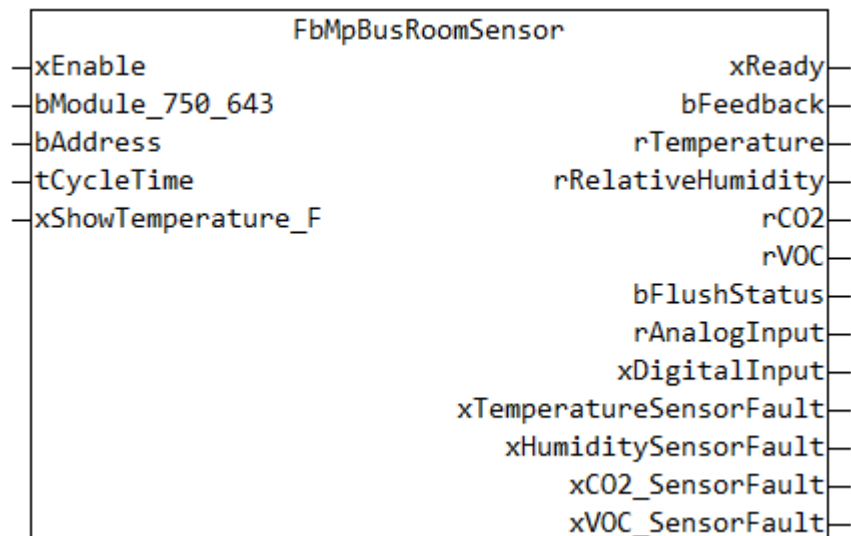 FbMpBusRoomSensor
xEnable xReady
bModule_750_643 bFeedback
bAddress rTemperature
tCycleTime rRelativeHumidity
xShowTemperature_F rCO2
rVOC
bFlushStatus
rAnalogInput
xDigitalInput
xTemperatureSensorFault
xHumiditySensorFault
xCO2_SensorFault
xVOC_SensorFault